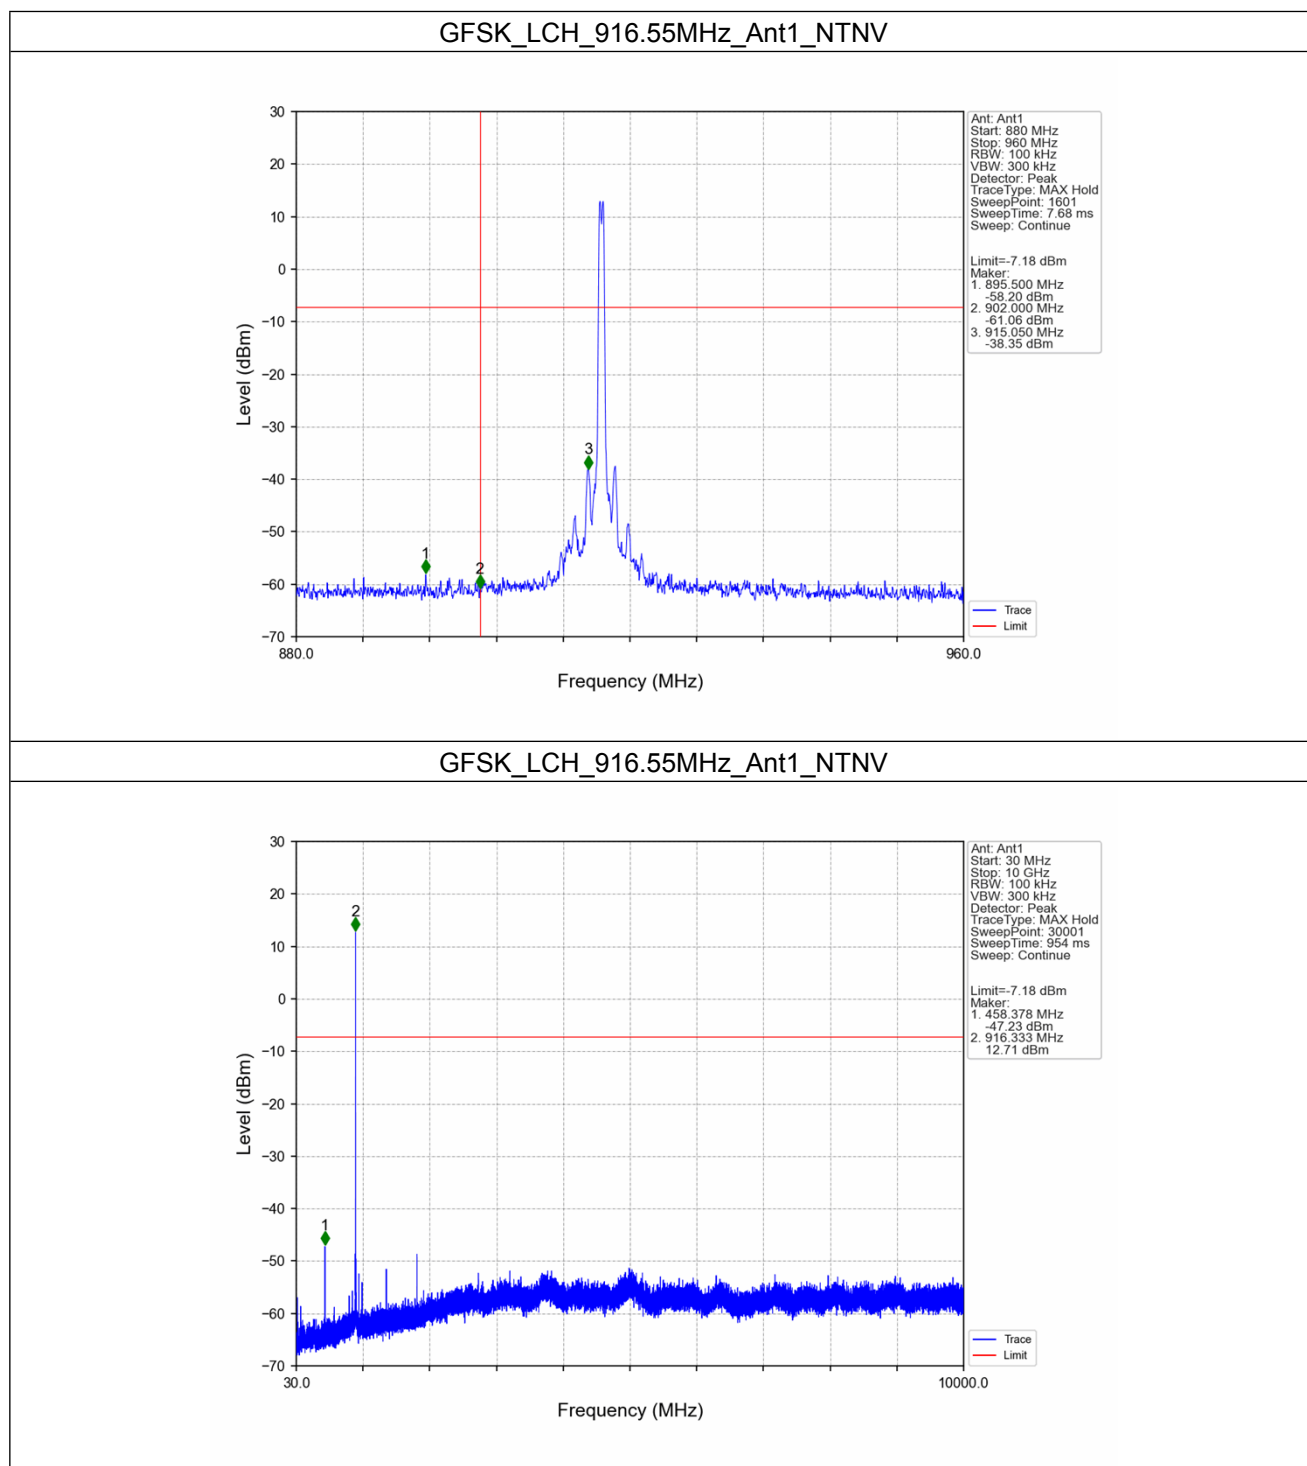 GFSK_LCH_916.55MHz_Ant1_NTNV
30
20
10
0
−10
−20
−30
−40
−50
−60
−70
Level (dBm)
1
2
3
880.0
960.0
Frequency (MHz)
Ant: Ant1
Start: 880 MHz
Stop: 960 MHz
RBW: 100 kHz
VBW: 300 kHz
Detector: Peak
TraceType: MAX Hold
SweepPoint: 1601
SweepTime: 7.68 ms
Sweep: Continue
Limit=-7.18 dBm
Maker:
1. 895.500 MHz
-58.20 dBm
2. 902.000 MHz
-61.06 dBm
3. 915.050 MHz
-38.35 dBm
Trace
Limit
GFSK_LCH_916.55MHz_Ant1_NTNV
30
20
10
0
−10
−20
−30
−40
−50
−60
−70
Level (dBm)
1
2
30.0
10000.0
Frequency (MHz)
Ant: Ant1
Start: 30 MHz
Stop: 10 GHz
RBW: 100 kHz
VBW: 300 kHz
Detector: Peak
TraceType: MAX Hold
SweepPoint: 30001
SweepTime: 954 ms
Sweep: Continue
Limit=-7.18 dBm
Maker:
1. 458.378 MHz
-47.23 dBm
2. 916.333 MHz
12.71 dBm
Trace
Limit